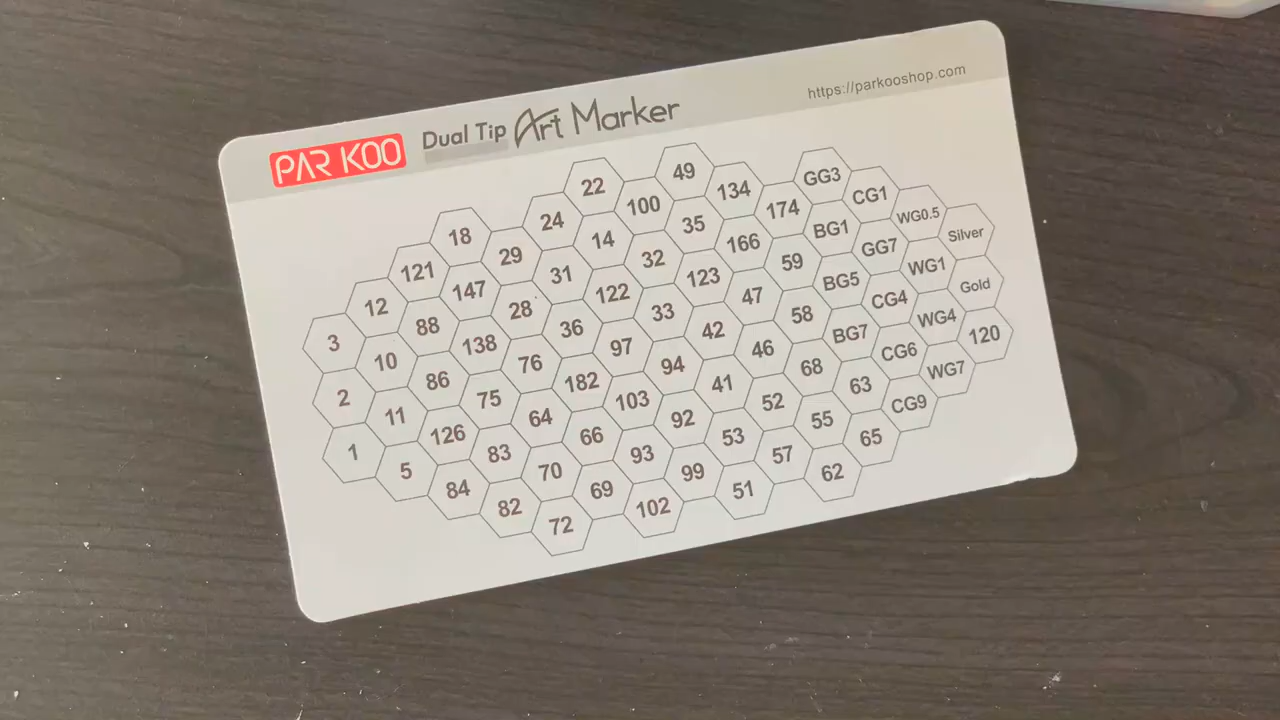 PARKOO Dual Tip Art Marker https://parkooshop.com
22 49
18 24 100 134 GG3
121 29 14 35 174 CG1
12 147 31 32 166 BG1 WG0.5
3 88 28 122 123 59 GG7 Silver
10 138 36 33 47 BG5 WG1
2 86 76 97 42 58 CG4 Gold
11 75 182 94 46 BG7 WG4
1 126 64 103 41 68 CG6 120
5 83 66 92 52 63 WG7
84 70 93 53 55 CG9
82 69 99 57 65
72 102 51 62